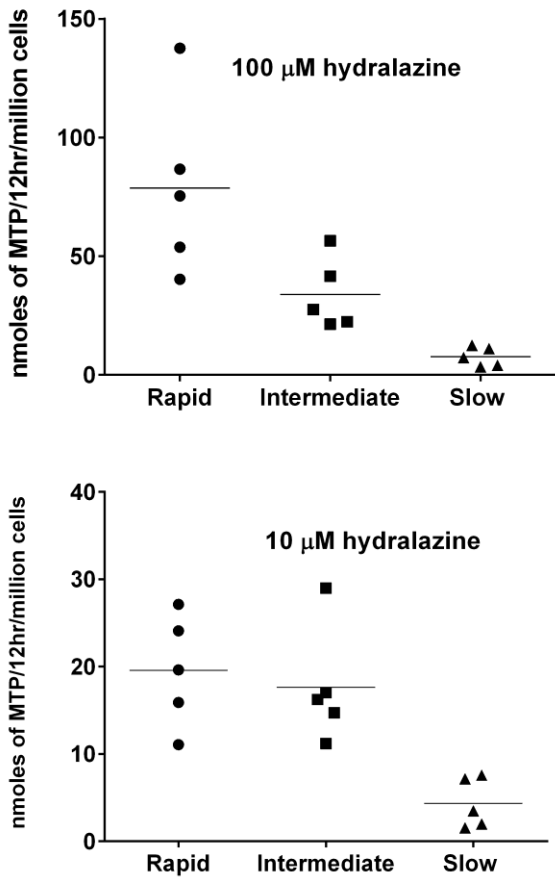 150
100 μM hydralazine
100
50
0
nmoles of MTP/12hr/million cells
Rapid Intermediate Slow
40
10 μM hydralazine
30
20
10
0
nmoles of MTP/12hr/million cells
Rapid Intermediate Slow